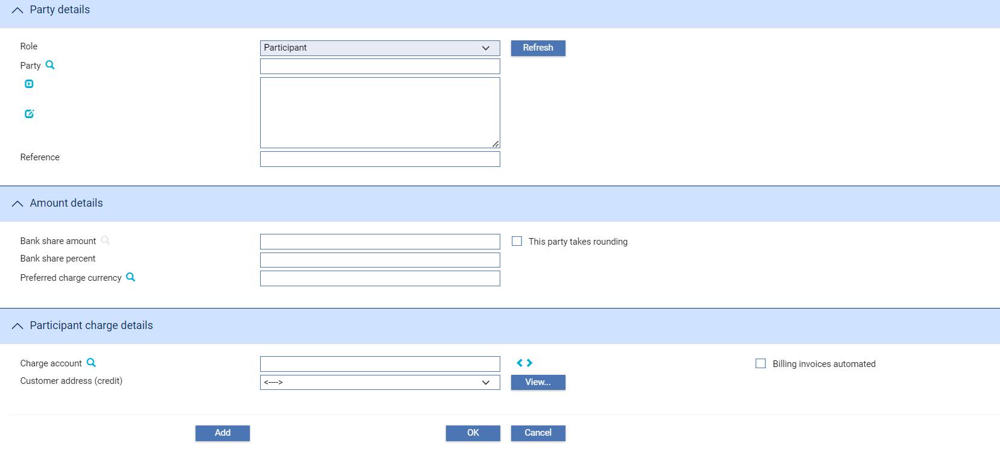 Party details
Role
Participant
Refresh
Party
Reference
Amount details
Bank share amount
This party takes rounding
Bank share percent
Preferred charge currency
Participant charge details
Charge account
Billing invoices automated
Customer address (credit)
<---->
View...
Add
OK
Cancel